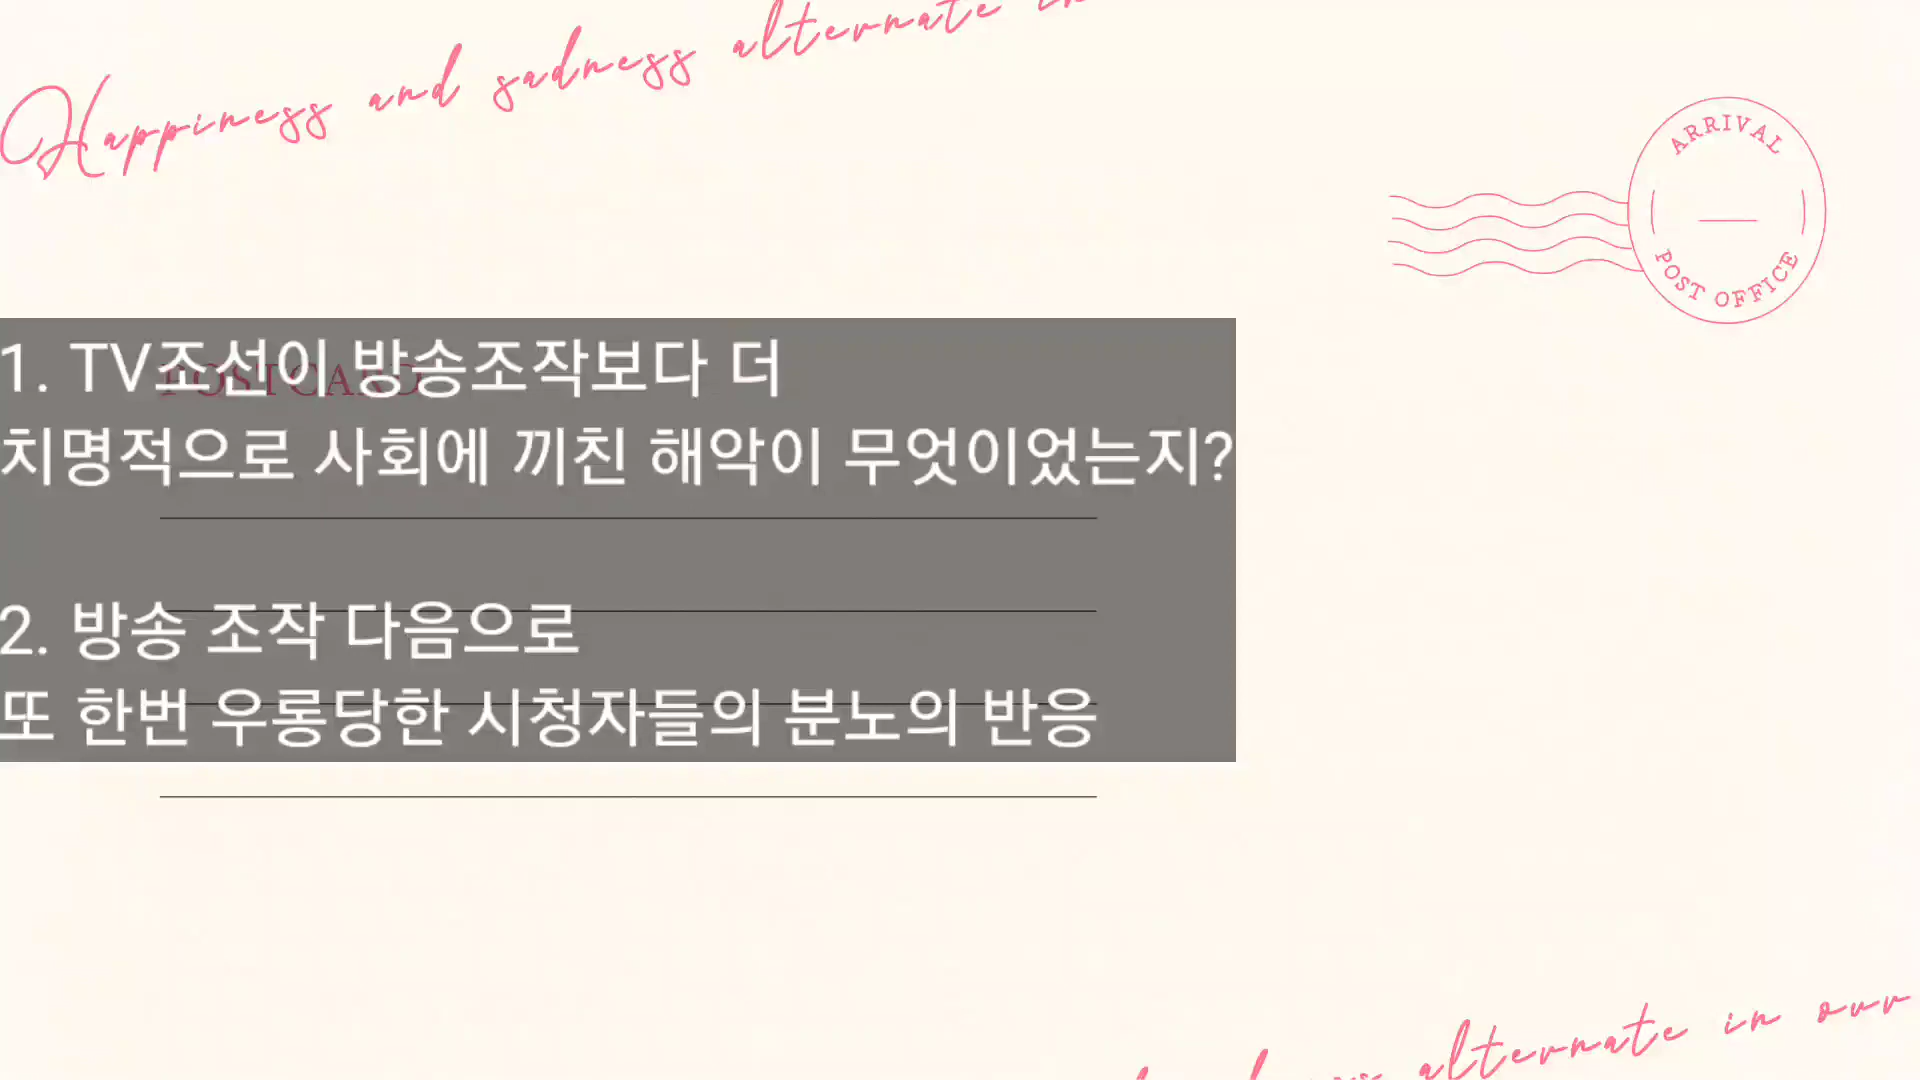 Happiness and sadness alternate in
ARRIVAL
POST OFFICE
POSTCARD
1. TV조선이 방송조작보다 더
치명적으로 사회에 끼친 해악이 무엇이었는지?
2. 방송 조작 다음으로
또 한번 우롱당한 시청자들의 분노의 반응
alternate in our